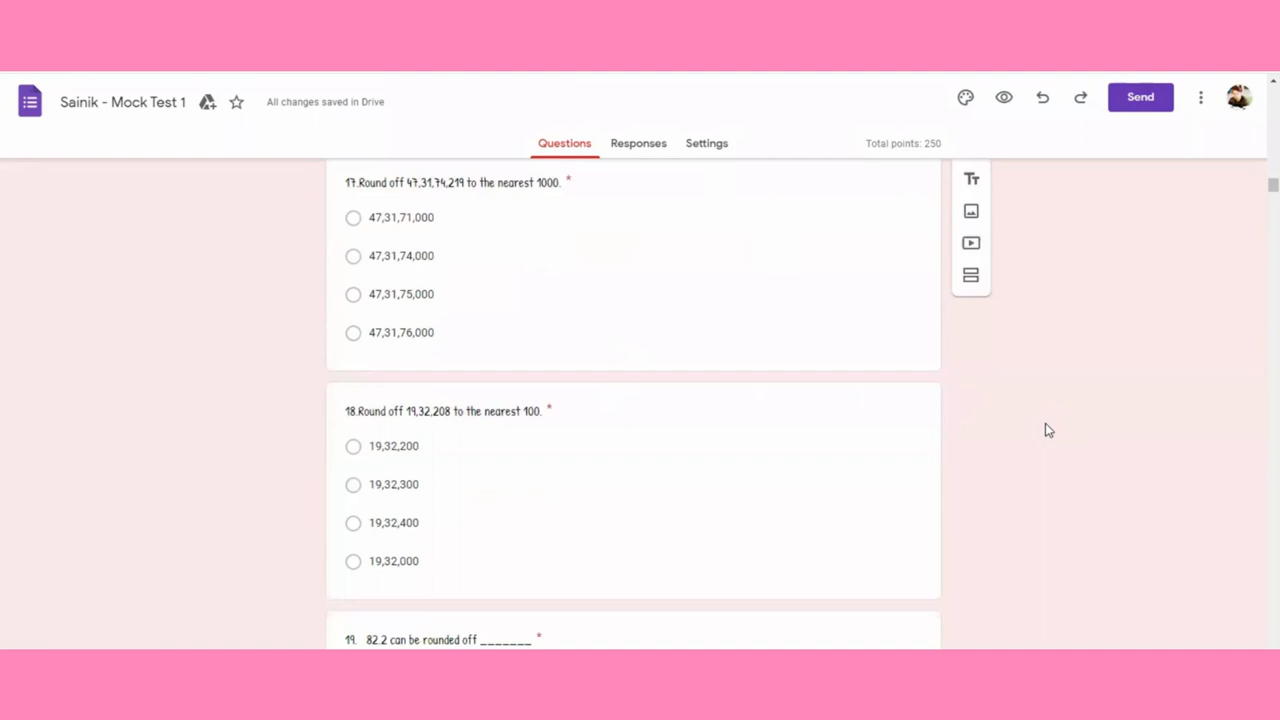 Sainik - Mock Test 1
All changes saved in Drive
Send
Questions
Responses
Settings
Total points: 250
17.Round off 47,31,74,219 to the nearest 1000. *
47,31,71,000
47,31,74,000
47,31,75,000
47,31,76,000
18.Round off 19,32,208 to the nearest 100. *
19,32,200
19,32,300
19,32,400
19,32,000
19. 82.2 can be rounded off _______ *